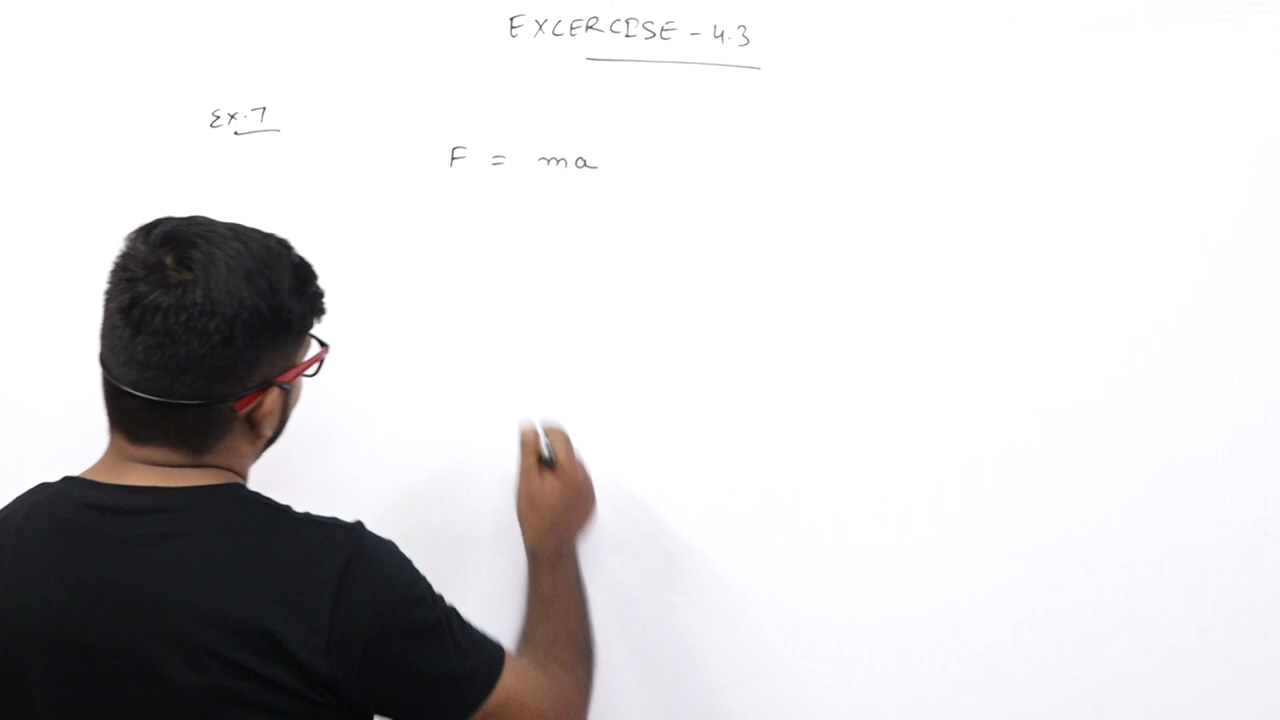 EXCERCISE - 4.3
Ex. 7
F = ma